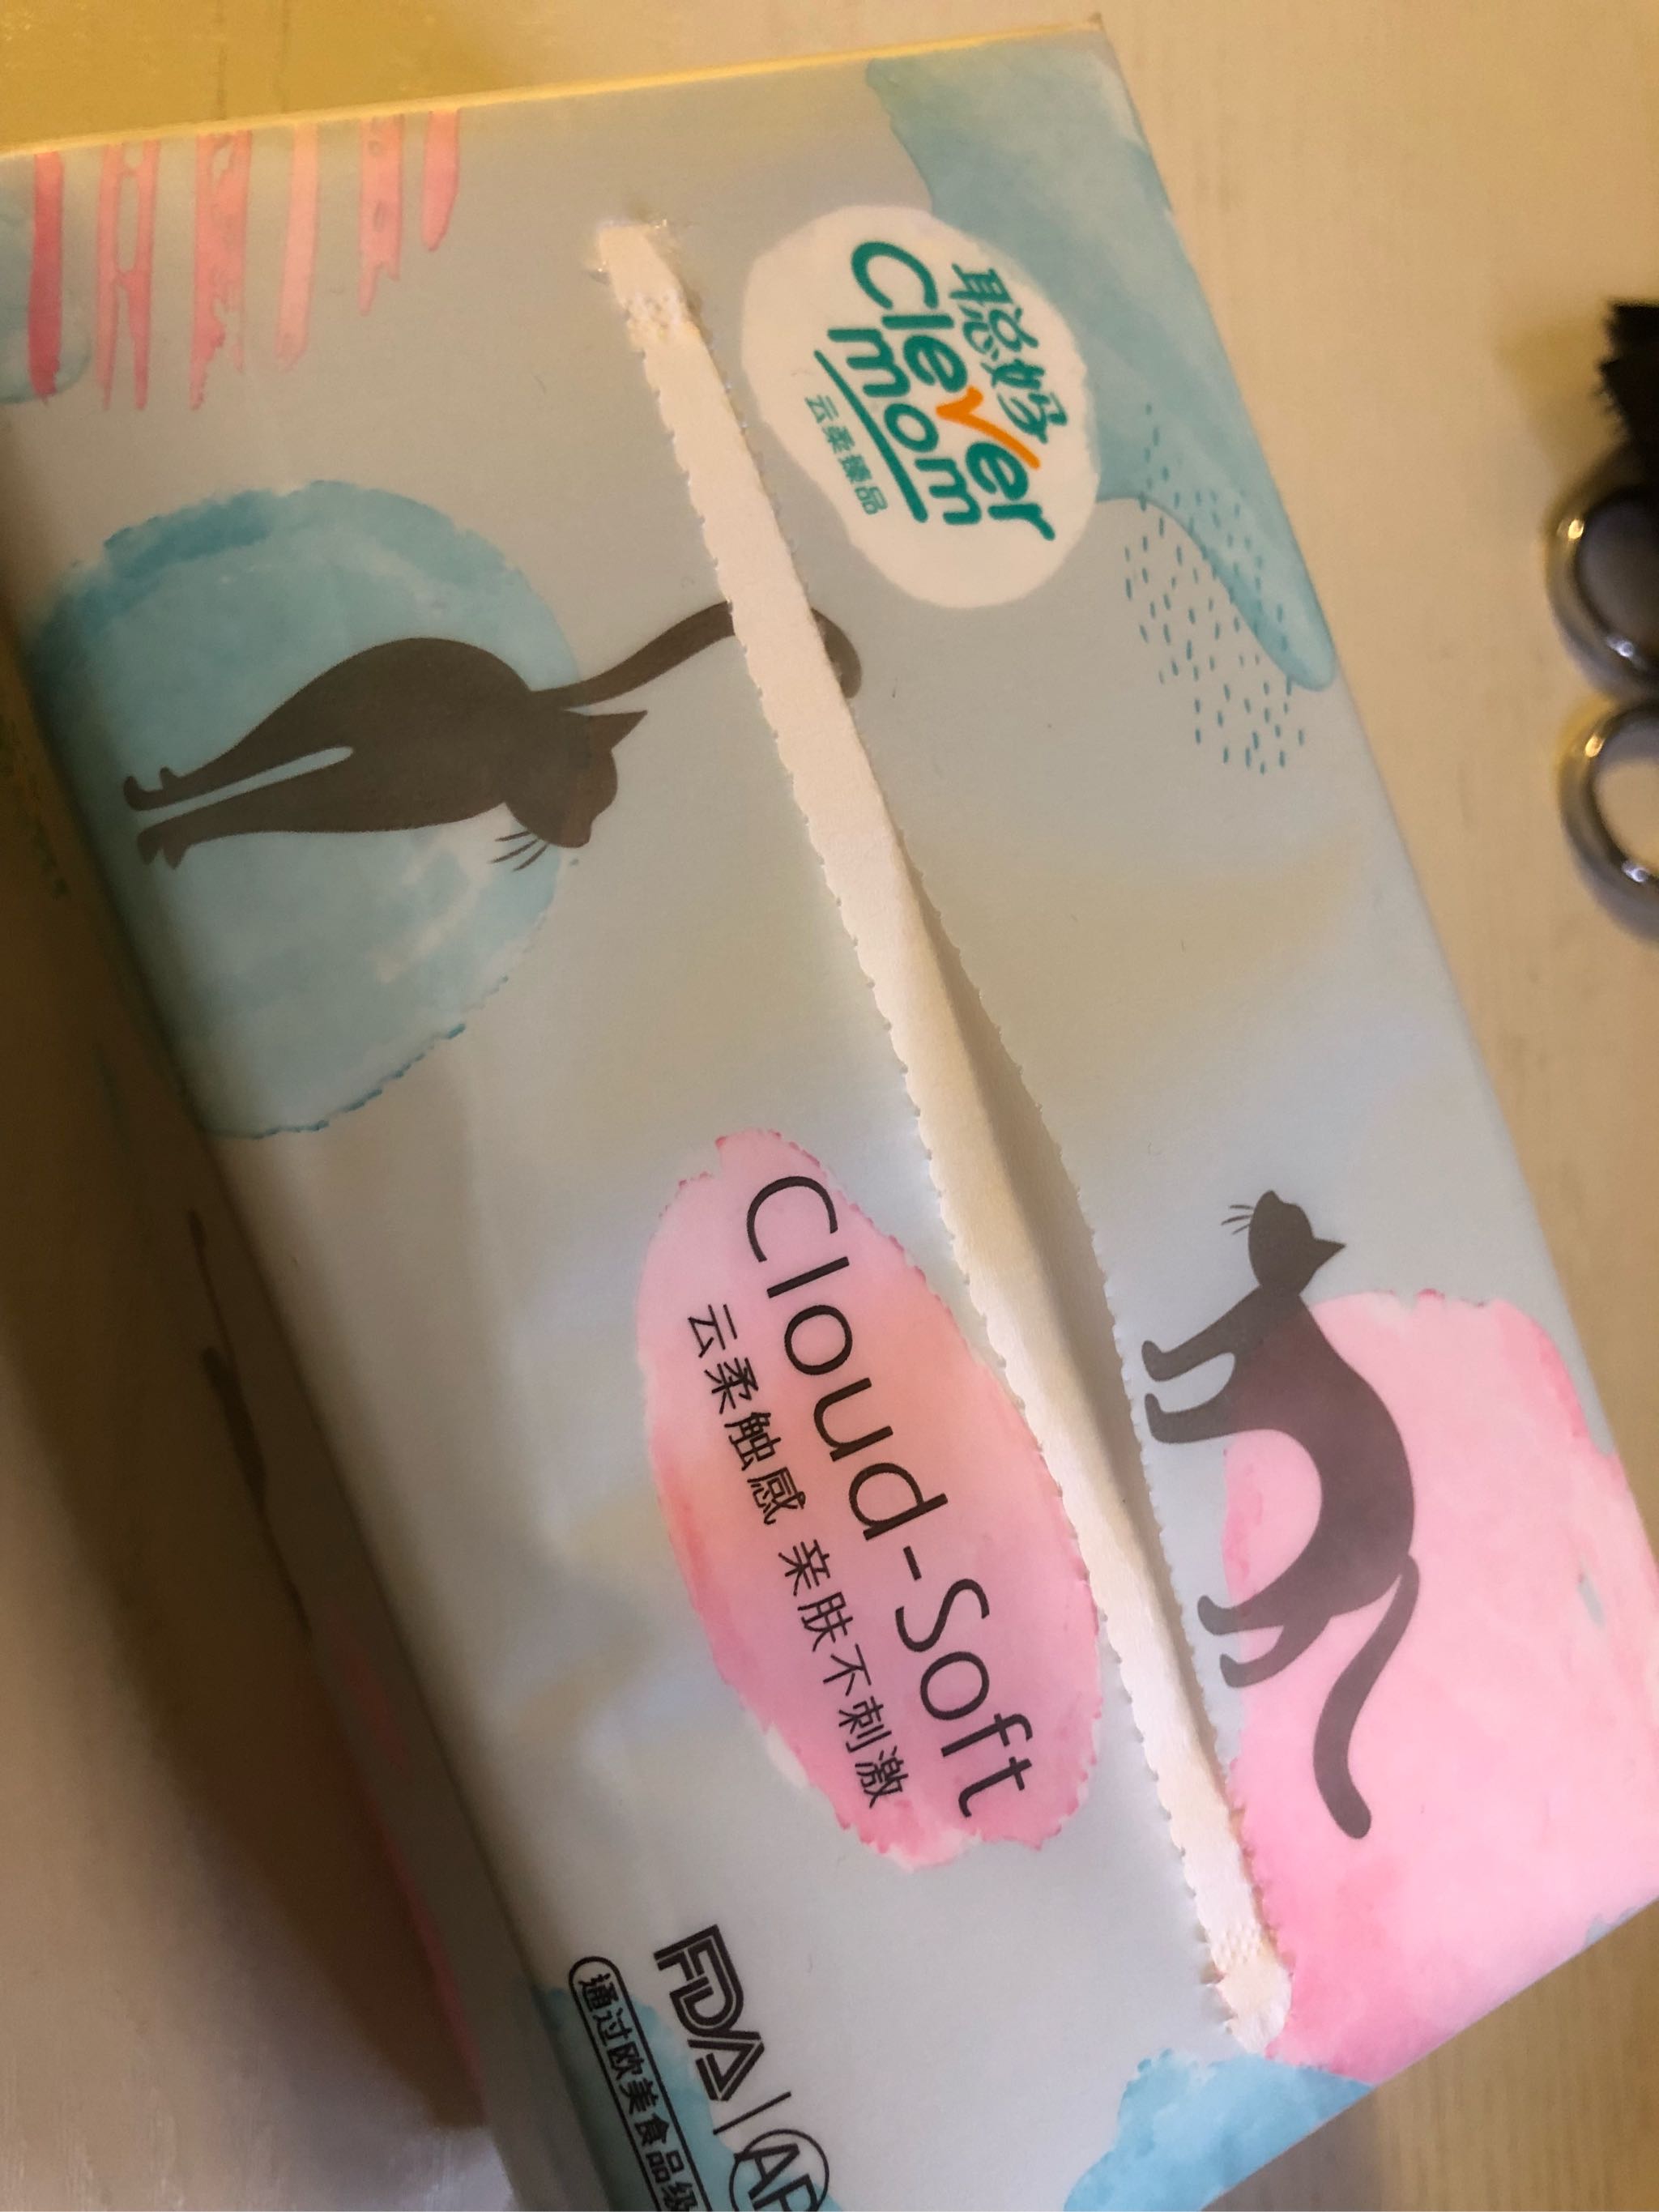 聪妈
Clever
mom
云柔臻品
Cloud-Soft
云柔触感 亲肤不刺激
FDA | AP
通过欧美食品级